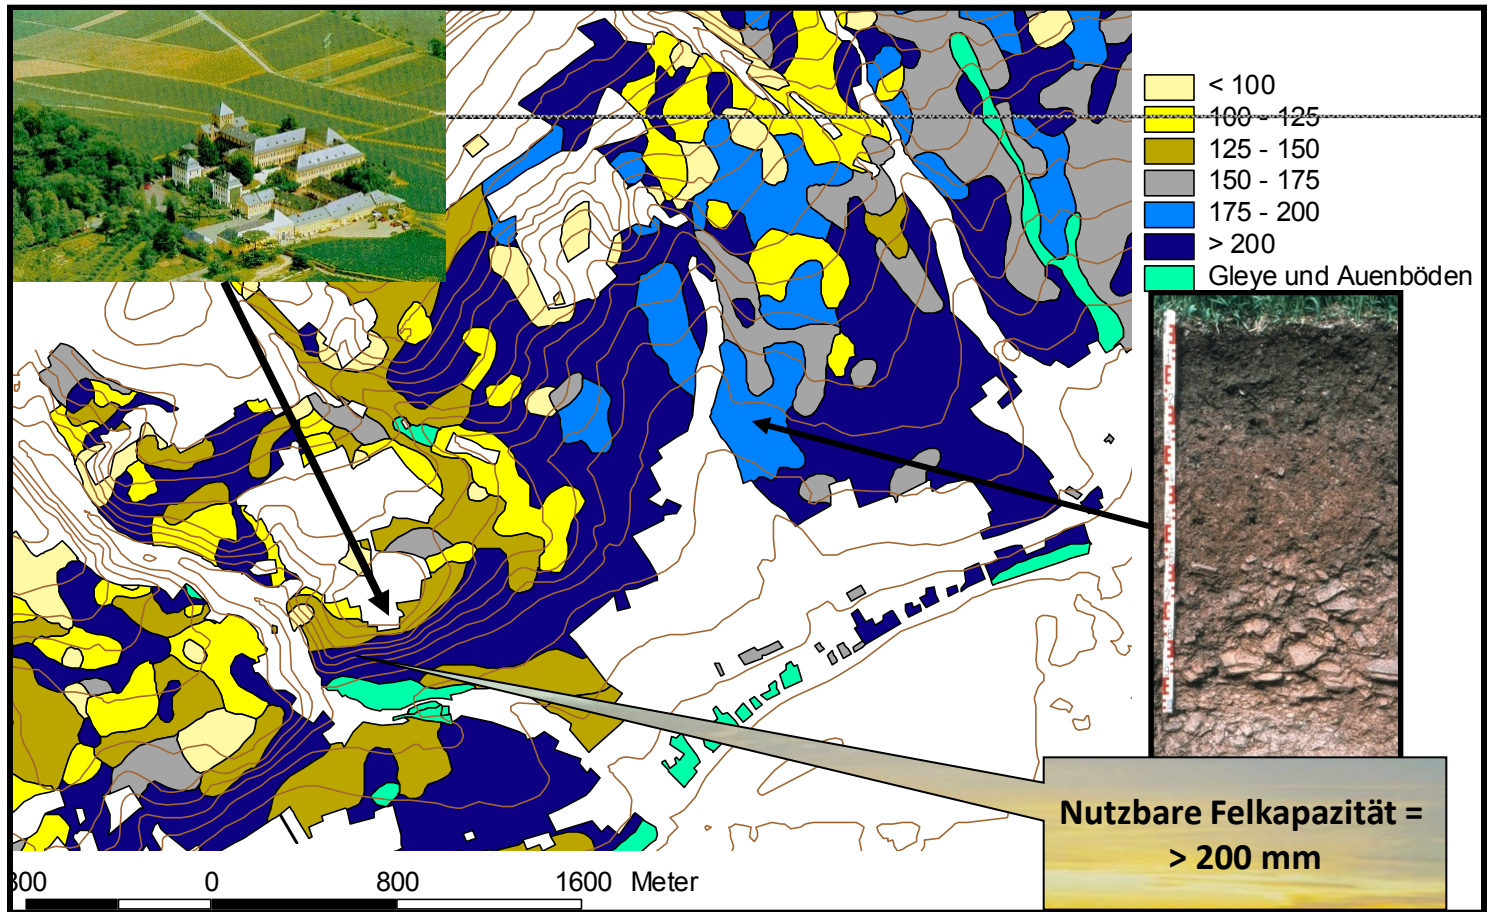 < 100
100 - 125
125 - 150
150 - 175
175 - 200
> 200
Gleye und Auenböden
Nutzbare Felkapazität =
> 200 mm
800 0 800 1600 Meter